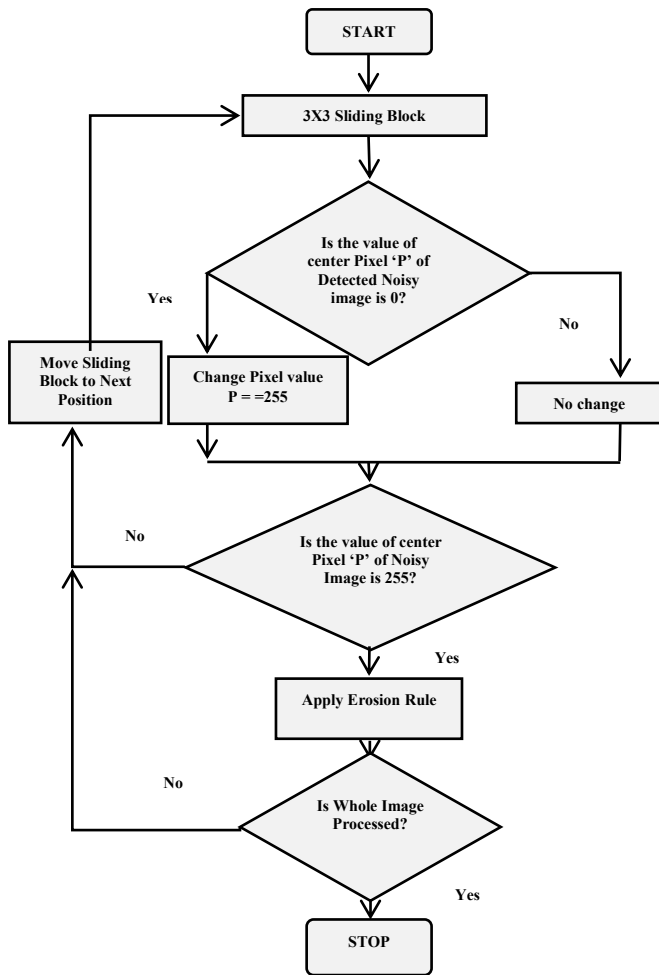 START
3X3 Sliding Block
Is the value of
center Pixel ‘P’ of
Detected Noisy
image is 0?
Yes
No
Move Sliding
Block to Next
Position
Change Pixel value
P = =255
No change
No
Is the value of center
Pixel ‘P’ of Noisy
Image is 255?
Yes
Apply Erosion Rule
No
Is Whole Image
Processed?
Yes
STOP